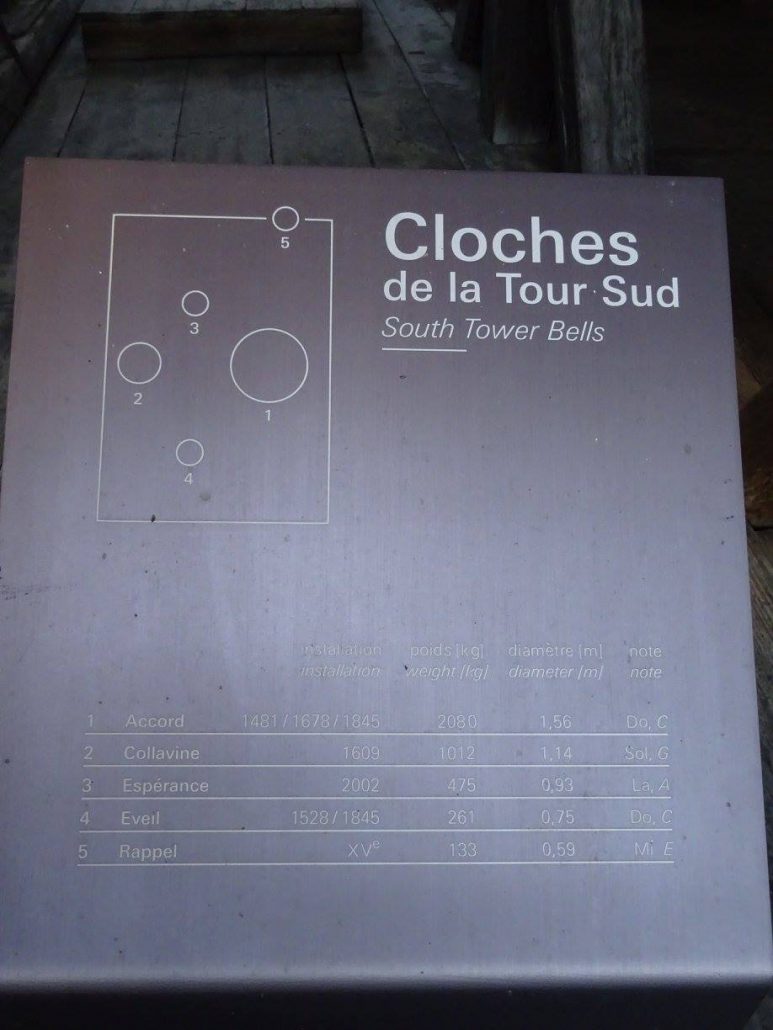 Cloches
de la Tour Sud
South Tower Bells
5
3
2
1
4
installation poids [kg] diamètre [m] note
installation weight [kg] diameter [m] note
1 Accord 1481 / 1678 / 1845 2080 1,56 Do, C
2 Collavine 1609 1012 1,14 Sol, G
3 Espérance 2002 475 0,93 La, A
4 Eveil 1528 / 1845 261 0,75 Do, C
5 Rappel XVe 133 0,59 Mi E